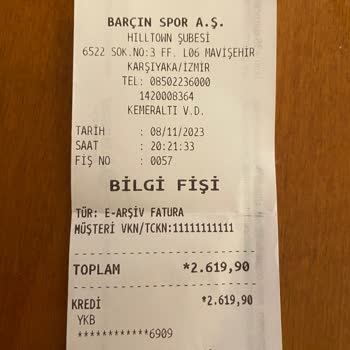 BARÇIN SPOR A.Ş.
HILLTOWN ŞUBESİ
6522 SOK.NO:3 FF. L06 MAVİŞEHİR
KARŞIYAKA/İZMIR
TEL: 08502236000
1420008364
KEMERALTI V.D.
TARİH : 08/11/2023
SAAT : 20:21:33
FİŞ NO : 0057
BİLGİ FİŞİ
TÜR: E-ARŞİV FATURA
MÜŞTERİ VKN/TCKN:11111111111
TOPLAM *2.619,90
KREDİ *2.619,90
YKB
************6909